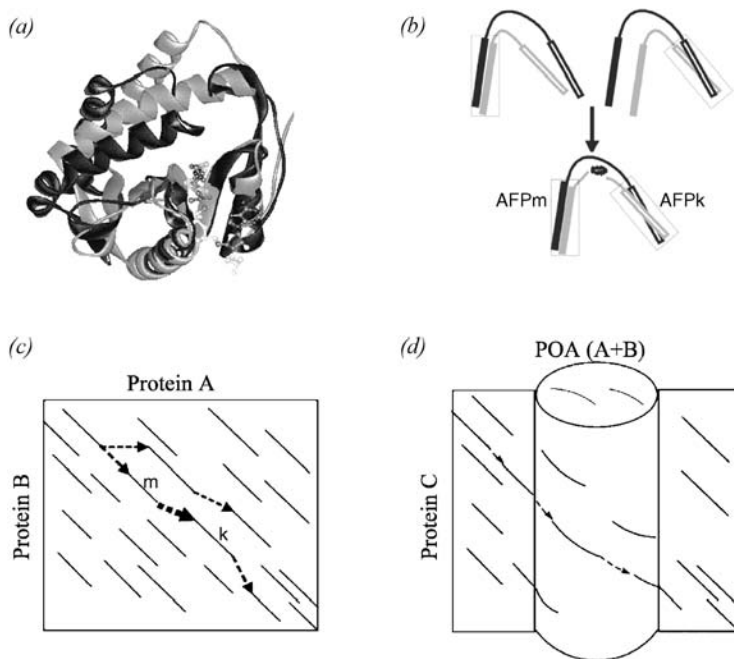 (a)
(b)
AFPm
AFPk
(c)
Protein A
Protein B
m
k
(d)
POA (A+B)
Protein C